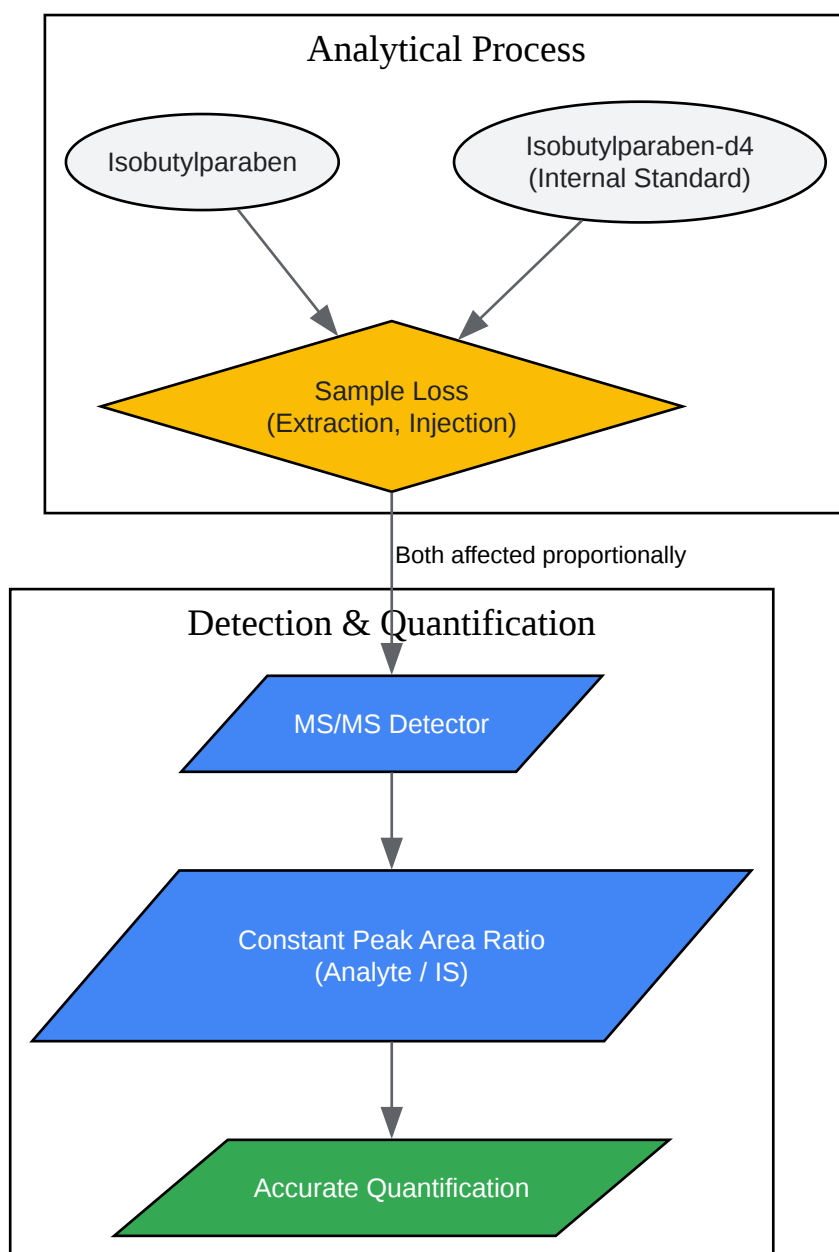 Analytical Process
Isobutylparaben
Isobutylparaben-d4
(Internal Standard)
Sample Loss
(Extraction, Injection)
Both affected proportionally
Detection & Quantification
MS/MS Detector
Constant Peak Area Ratio
(Analyte / IS)
Accurate Quantification